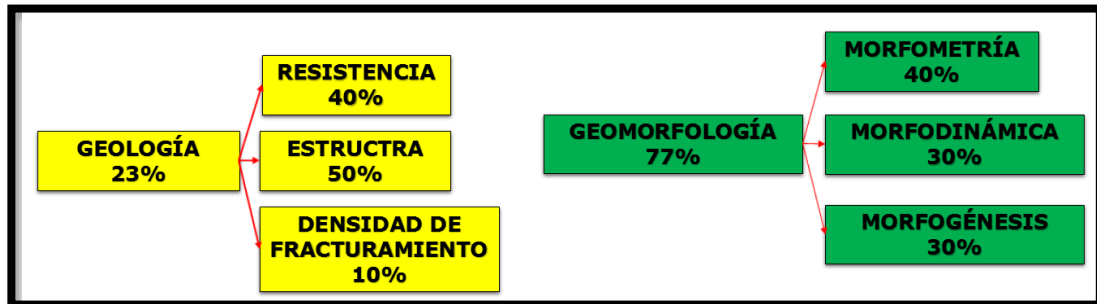 GEOLOGÍA
23%
RESISTENCIA
40%
ESTRUCTRA
50%
DENSIDAD DE
FRACTURAMIENTO
10%
GEOMORFOLOGÍA
77%
MORFOMETRÍA
40%
MORFODINÁMICA
30%
MORFOGÉNESIS
30%